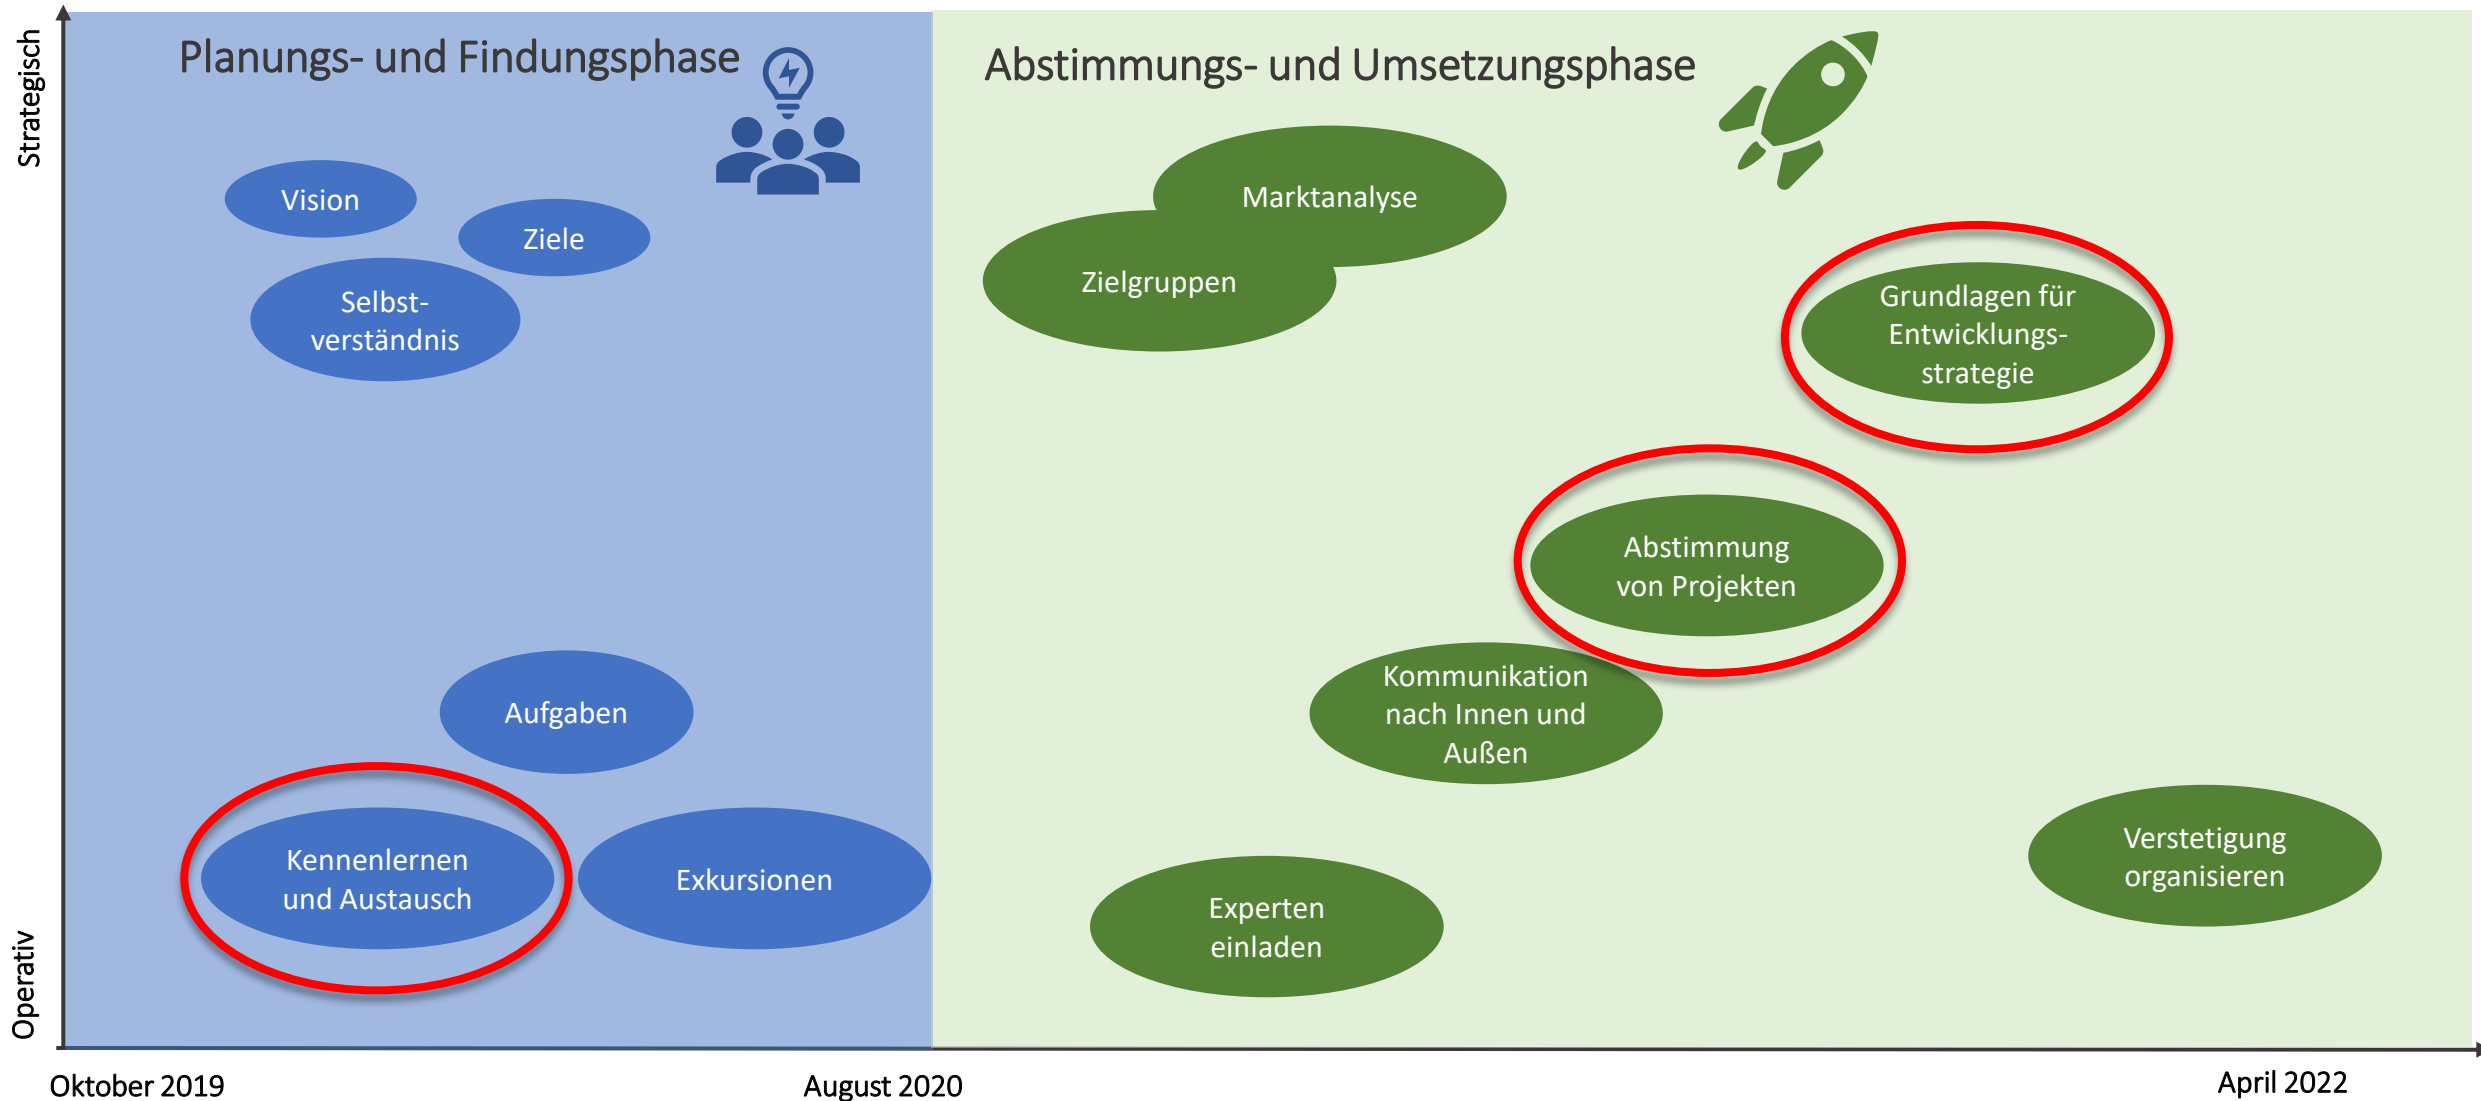 Strategisch
Planungs- und Findungsphase
Abstimmungs- und Umsetzungsphase
Vision
Ziele
Selbst-
verständnis
Marktanalyse
Zielgruppen
Grundlagen für
Entwicklungs-
strategie
Abstimmung
von Projekten
Aufgaben
Kommunikation
nach Innen und
Außen
Kennenlernen
und Austausch
Exkursionen
Experten
einladen
Verstetigung
organisieren
Operativ
Oktober 2019
August 2020
April 2022